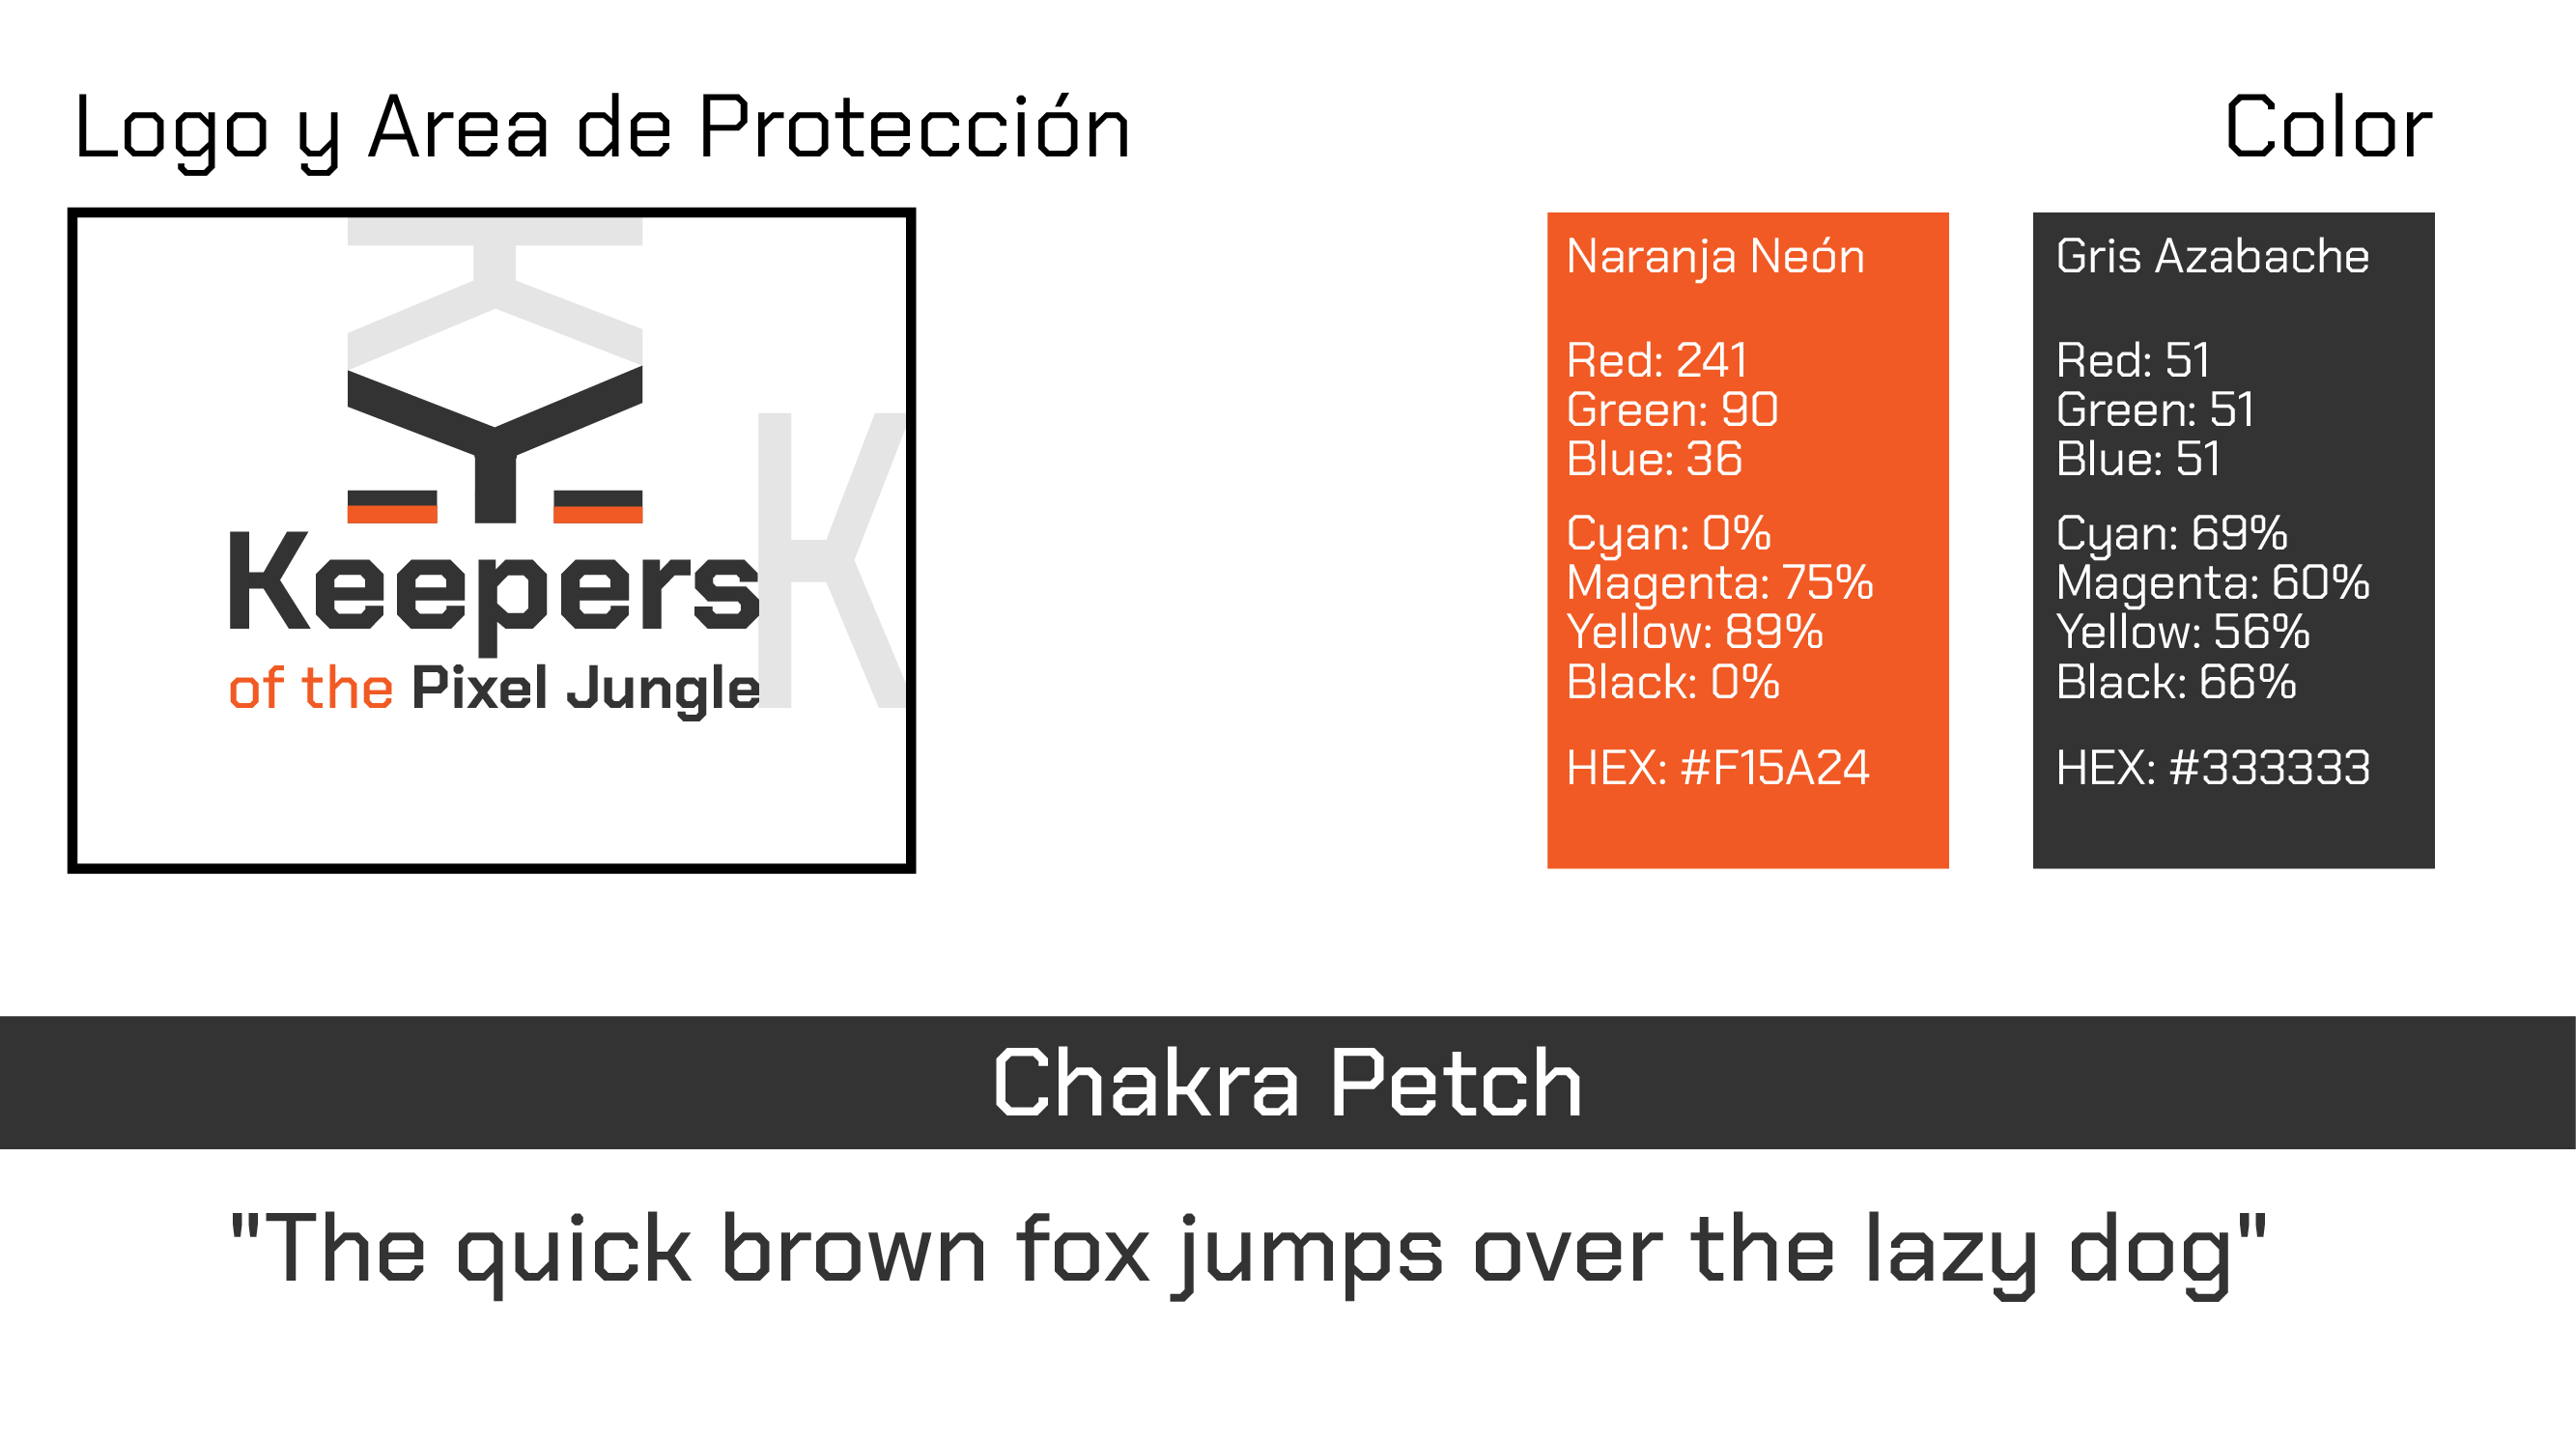 Logo y Area de Protección
K
Keepers
of the Pixel Jungle
Color
Naranja Neón
Red: 241
Green: 90
Blue: 36
Cyan: 0%
Magenta: 75%
Yellow: 89%
Black: 0%
HEX: #F15A24
Gris Azabache
Red: 51
Green: 51
Blue: 51
Cyan: 69%
Magenta: 60%
Yellow: 56%
Black: 66%
HEX: #333333
Chakra Petch
"The quick brown fox jumps over the lazy dog"